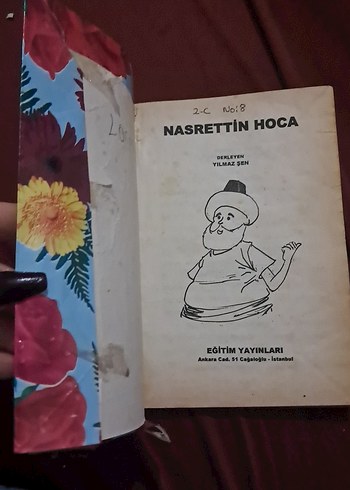 2-C No:8
NASRETTİN HOCA
DERLEYEN
YILMAZ ŞEN
EĞİTİM YAYINLARI
Ankara Cad. 51 Cağaloğlu - İstanbul